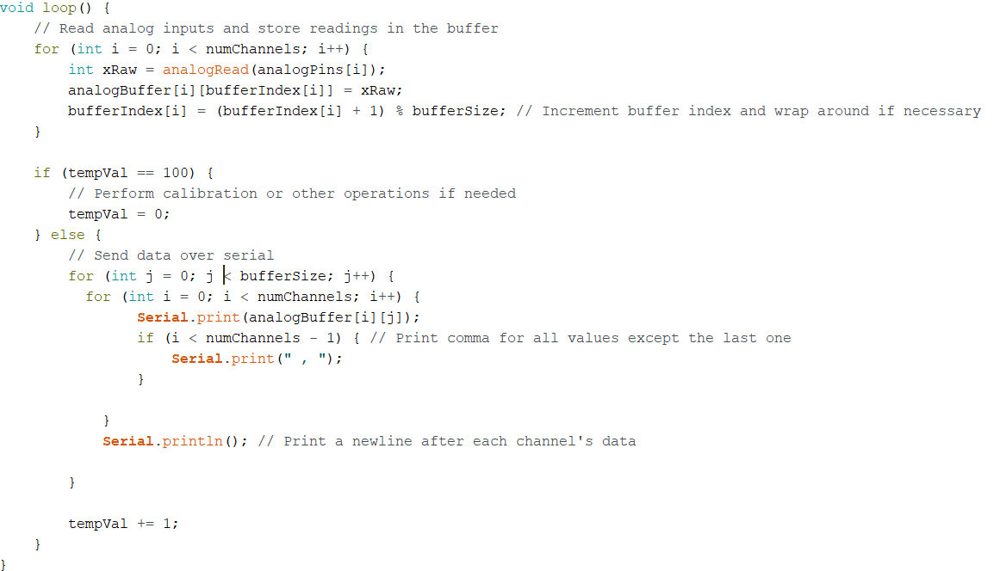 void loop() {
    // Read analog inputs and store readings in the buffer
    for (int i = 0; i < numChannels; i++) {
        int xRaw = analogRead(analogPins[i]);
        analogBuffer[i][bufferIndex[i]] = xRaw;
        bufferIndex[i] = (bufferIndex[i] + 1) % bufferSize; // Increment buffer index and wrap around if necessary
    }
    if (tempVal == 100) {
        // Perform calibration or other operations if needed
        tempVal = 0;
    } else {
        // Send data over serial
        for (int j = 0; j < bufferSize; j++) {
          for (int i = 0; i < numChannels; i++) {
                Serial.print(analogBuffer[i][j]);
                if (i < numChannels - 1) { // Print comma for all values except the last one
                    Serial.print(" , ");
                }
            }
            Serial.println(); // Print a newline after each channel's data
        }
        tempVal += 1;
    }
}